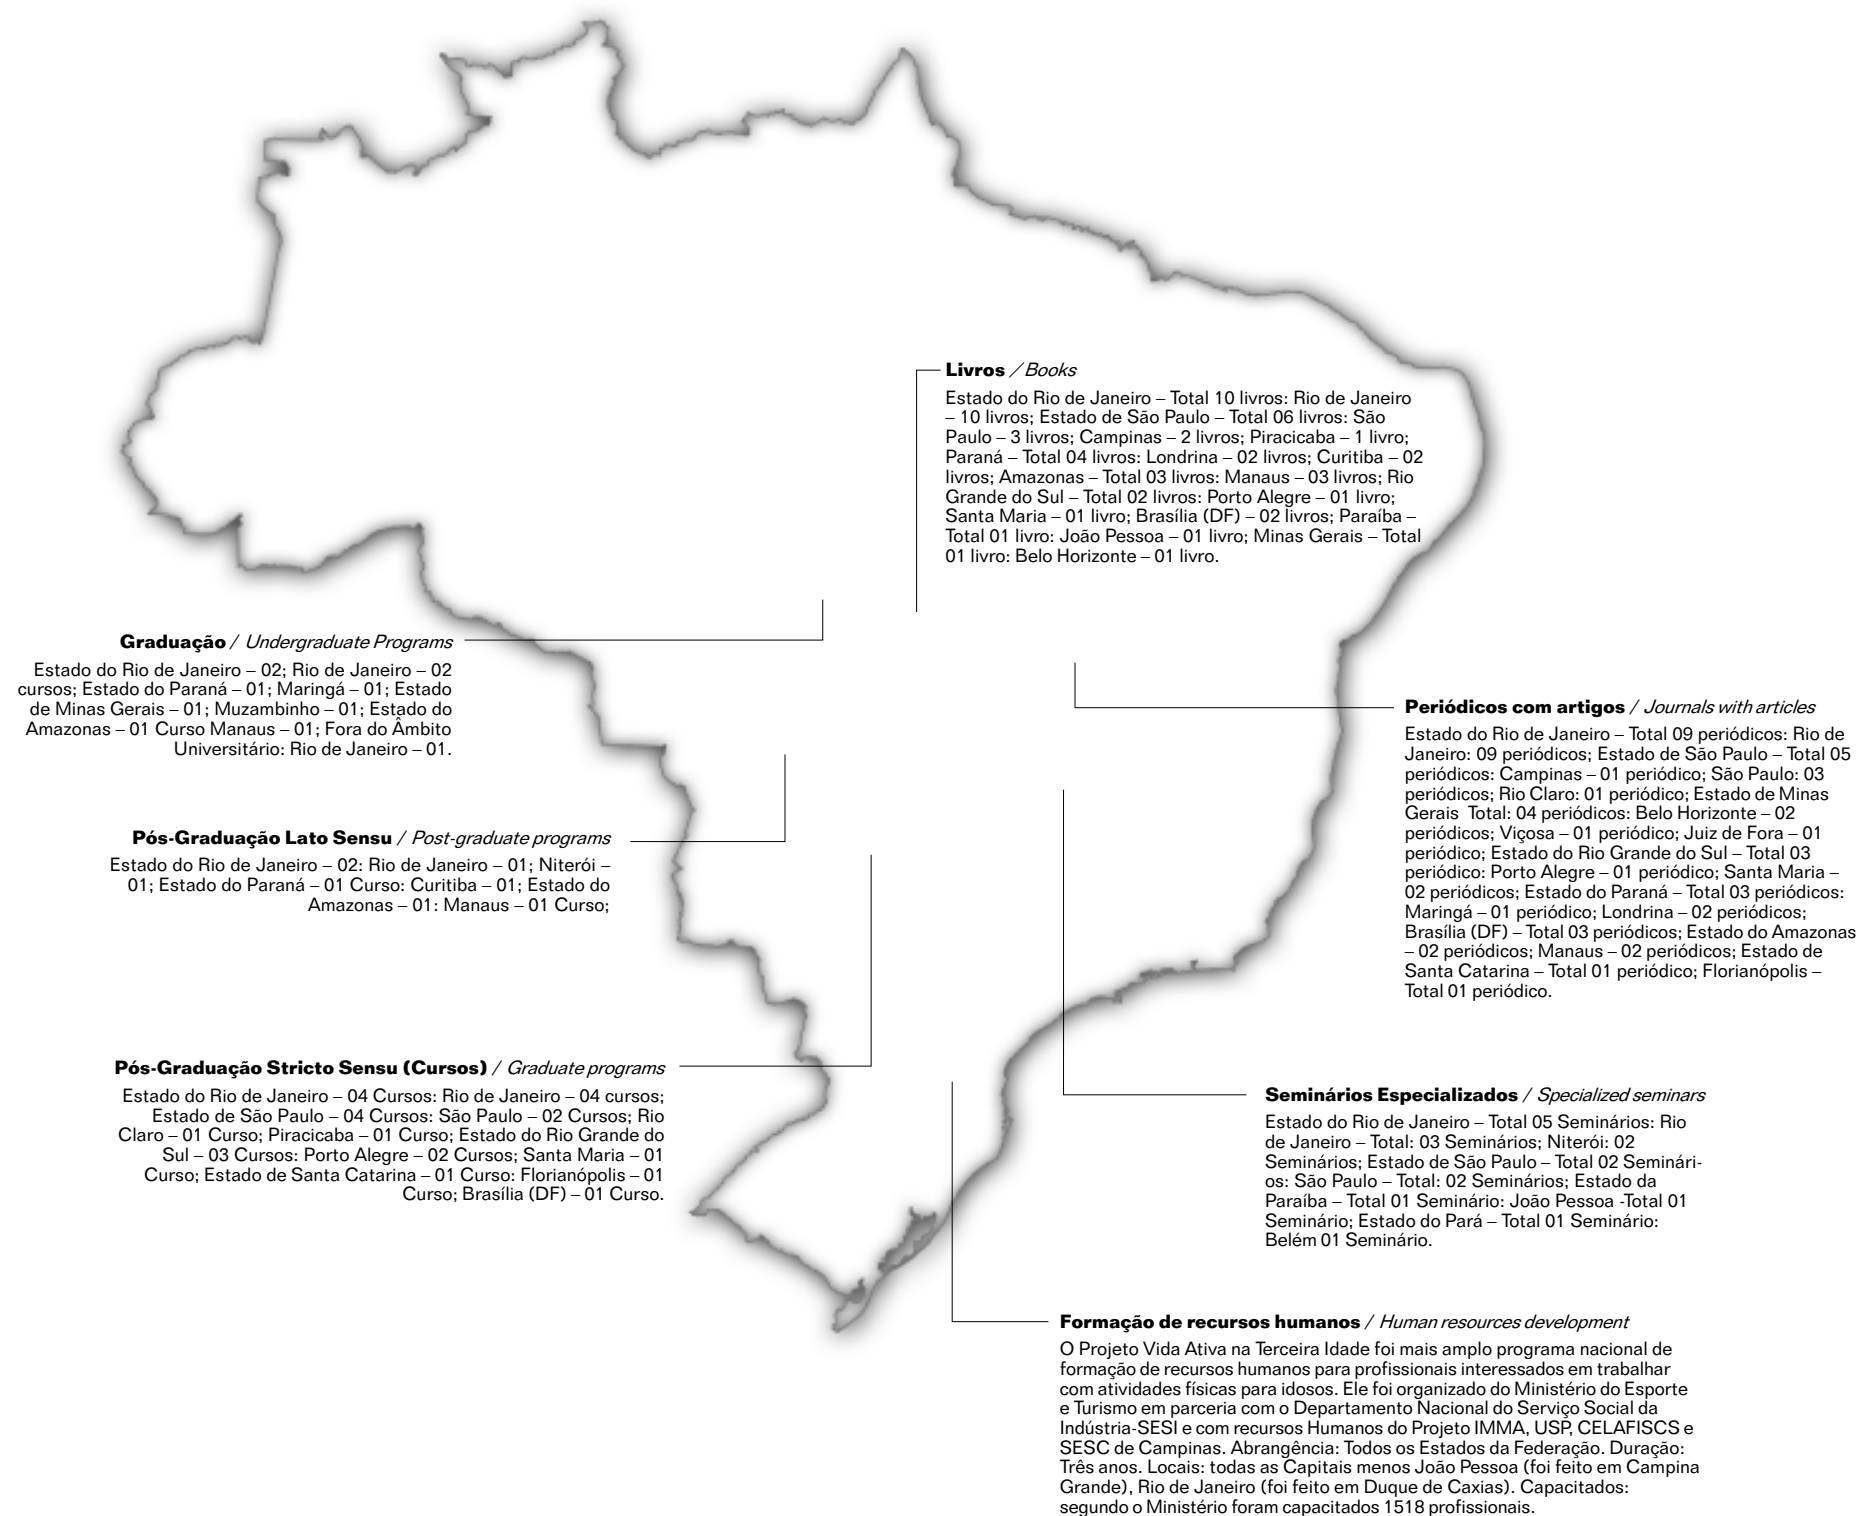 Livros / Books
Estado do Rio de Janeiro – Total 10 livros: Rio de Janeiro
– 10 livros; Estado de São Paulo – Total 06 livros: São
Paulo – 3 livros; Campinas – 2 livros; Piracicaba – 1 livro;
Paraná – Total 04 livros: Londrina – 02 livros; Curitiba – 02
livros; Amazonas – Total 03 livros: Manaus – 03 livros; Rio
Grande do Sul – Total 02 livros: Porto Alegre – 01 livro;
Santa Maria – 01 livro; Brasília (DF) – 02 livros; Paraíba –
Total 01 livro: João Pessoa – 01 livro; Minas Gerais – Total
01 livro: Belo Horizonte – 01 livro.
Graduação / Undergraduate Programs
Estado do Rio de Janeiro – 02; Rio de Janeiro – 02
cursos; Estado do Paraná – 01; Maringá – 01; Estado
de Minas Gerais – 01; Muzambinho – 01; Estado do
Amazonas – 01 Curso Manaus – 01; Fora do Âmbito
Universitário: Rio de Janeiro – 01.
Periódicos com artigos / Journals with articles
Estado do Rio de Janeiro – Total 09 periódicos: Rio de
Janeiro: 09 periódicos; Estado de São Paulo – Total 05
periódicos: Campinas – 01 periódico; São Paulo: 03
periódicos; Rio Claro: 01 periódico; Estado de Minas
Gerais  Total: 04 periódicos: Belo Horizonte – 02
periódicos; Viçosa – 01 periódico; Juiz de Fora – 01
periódico; Estado do Rio Grande do Sul – Total 03
periódico: Porto Alegre – 01 periódico; Santa Maria –
02 periódicos; Estado do Paraná – Total 03 periódicos:
Maringá – 01 periódico; Londrina – 02 periódicos;
Brasília (DF) – Total 03 periódicos; Estado do Amazonas
– 02 periódicos; Manaus – 02 periódicos; Estado de
Santa Catarina – Total 01 periódico; Florianópolis –
Total 01 periódico.
Pós-Graduação Lato Sensu / Post-graduate programs
Estado do Rio de Janeiro – 02: Rio de Janeiro – 01; Niterói –
01; Estado do Paraná – 01 Curso: Curitiba – 01; Estado do
Amazonas – 01: Manaus – 01 Curso;
Pós-Graduação Stricto Sensu (Cursos) / Graduate programs
Estado do Rio de Janeiro – 04 Cursos: Rio de Janeiro – 04 cursos;
Estado de São Paulo – 04 Cursos: São Paulo – 02 Cursos; Rio
Claro – 01 Curso; Piracicaba – 01 Curso; Estado do Rio Grande do
Sul – 03 Cursos: Porto Alegre – 02 Cursos; Santa Maria – 01
Curso; Estado de Santa Catarina – 01 Curso: Florianópolis – 01
Curso; Brasília (DF) – 01 Curso.
Seminários Especializados / Specialized seminars
Estado do Rio de Janeiro – Total 05 Seminários: Rio
de Janeiro – Total: 03 Seminários; Niterói: 02
Seminários; Estado de São Paulo – Total 02 Seminári-
os: São Paulo – Total: 02 Seminários; Estado da
Paraíba – Total 01 Seminário: João Pessoa -Total 01
Seminário; Estado do Pará – Total 01 Seminário:
Belém 01 Seminário.
Formação de recursos humanos / Human resources development
O Projeto Vida Ativa na Terceira Idade foi mais amplo programa nacional de
formação de recursos humanos para profissionais interessados em trabalhar
com atividades físicas para idosos. Ele foi organizado do Ministério do Esporte
e Turismo em parceria com o Departamento Nacional do Serviço Social da
Indústria-SESI e com recursos Humanos do Projeto IMMA, USP, CELAFISCS e
SESC de Campinas. Abrangência: Todos os Estados da Federação. Duração:
Três anos. Locais: todas as Capitais menos João Pessoa (foi feito em Campina
Grande), Rio de Janeiro (foi feito em Duque de Caxias). Capacitados:
segundo o Ministério foram capacitados 1518 profissionais.